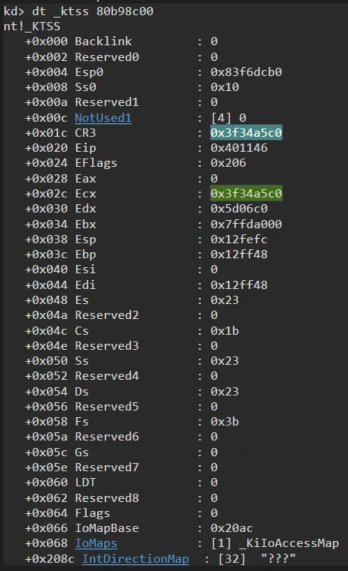 kd> dt _ktss 80b98c00
nt!_KTSS
+0x000 Backlink : 0
+0x002 Reserved0 : 0
+0x004 Esp0 : 0x83f6dcb0
+0x008 Ss0 : 0x10
+0x00a Reserved1 : 0
+0x00c NotUsed1 : [4] 0
+0x01c CR3 : 0x3f34a5c0
+0x020 Eip : 0x401146
+0x024 EFlags : 0x206
+0x028 Eax : 0
+0x02c Ecx : 0x3f34a5c0
+0x030 Edx : 0x5d06c0
+0x034 Ebx : 0x7ffda000
+0x038 Esp : 0x12fefc
+0x03c Ebp : 0x12ff48
+0x040 Esi : 0
+0x044 Edi : 0x12ff48
+0x048 Es : 0x23
+0x04a Reserved2 : 0
+0x04c Cs : 0x1b
+0x04e Reserved3 : 0
+0x050 Ss : 0x23
+0x052 Reserved4 : 0
+0x054 Ds : 0x23
+0x056 Reserved5 : 0
+0x058 Fs : 0x3b
+0x05a Reserved6 : 0
+0x05c Gs : 0
+0x05e Reserved7 : 0
+0x060 LDT : 0
+0x062 Reserved8 : 0
+0x064 Flags : 0
+0x066 IoMapBase : 0x20ac
+0x068 IoMaps : [1] _KiIoAccessMap
+0x208c IntDirectionMap : [32] "???"